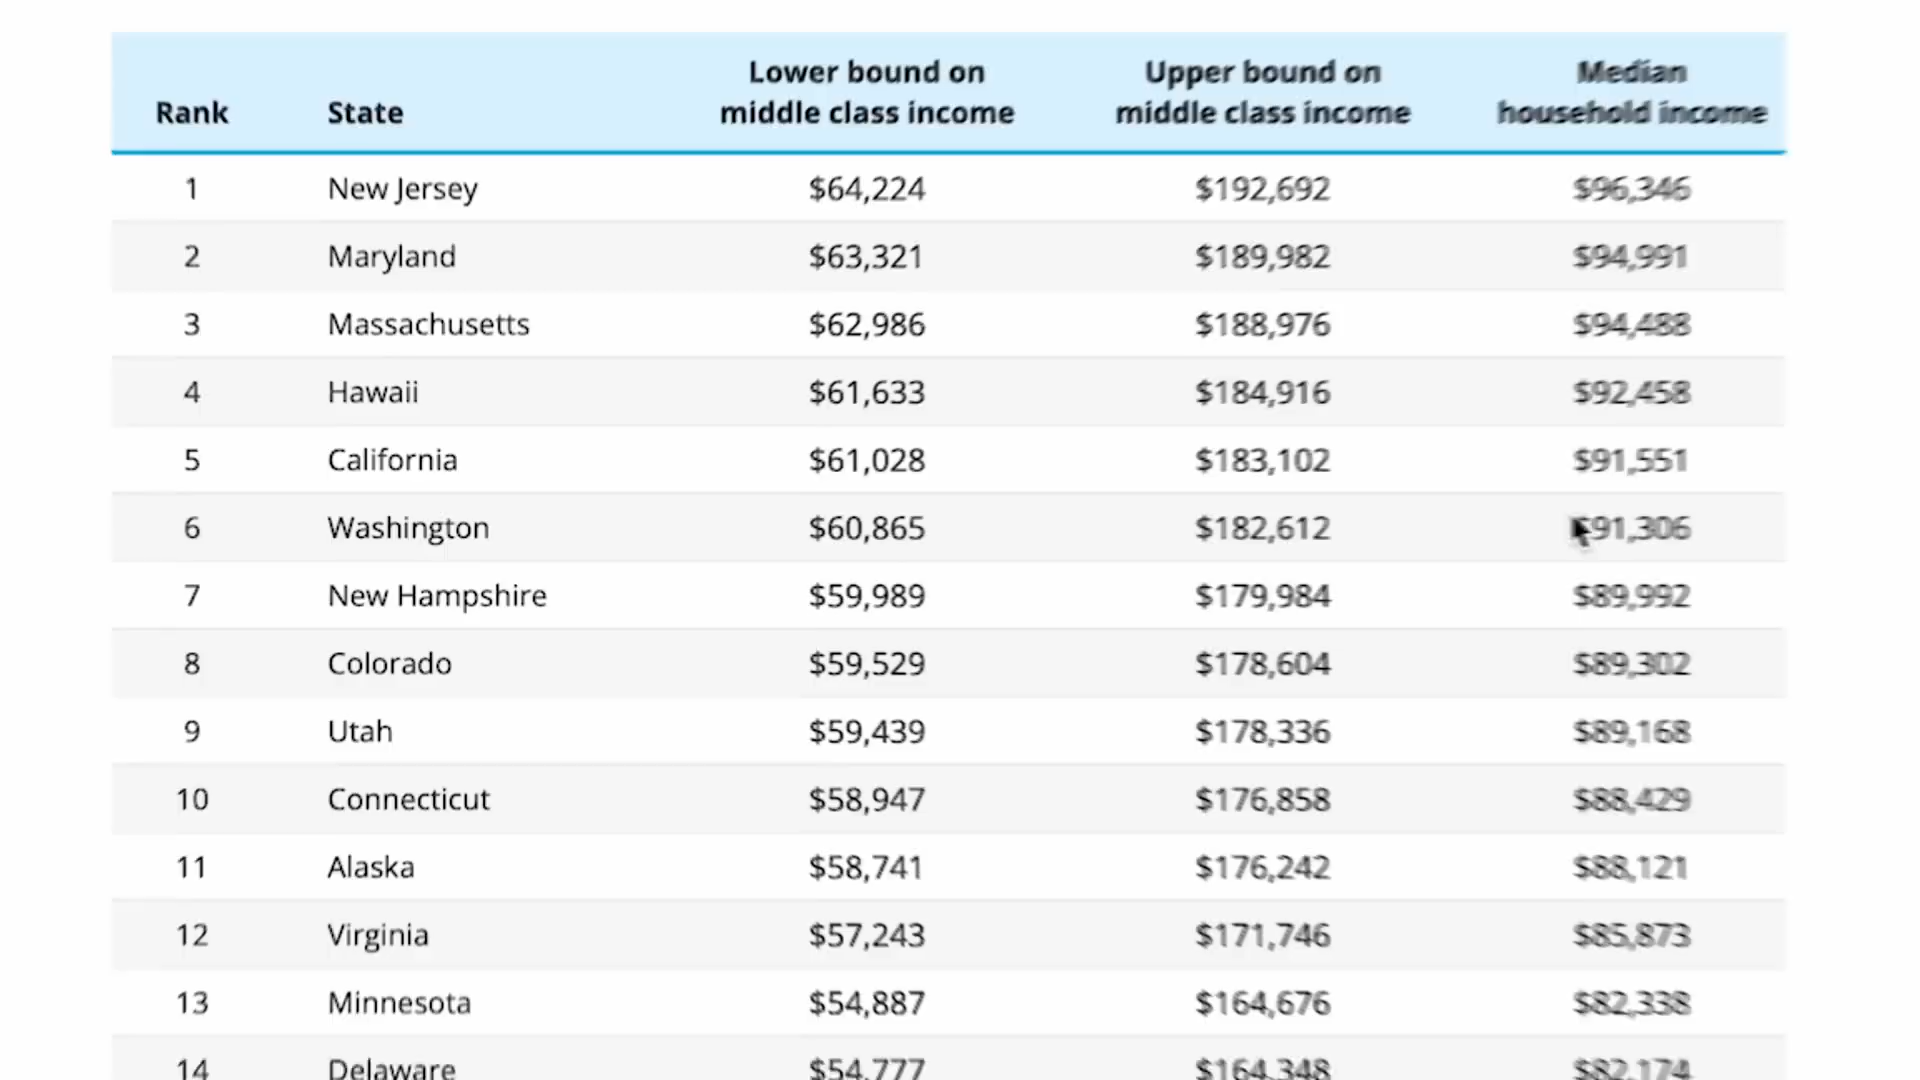 Rank State Lower bound on middle class income Upper bound on middle class income Median household income
1 New Jersey $64,224 $192,692 $96,346
2 Maryland $63,321 $189,982 $94,991
3 Massachusetts $62,986 $188,976 $94,488
4 Hawaii $61,633 $184,916 $92,458
5 California $61,028 $183,102 $91,551
6 Washington $60,865 $182,612 $91,306
7 New Hampshire $59,989 $179,984 $89,992
8 Colorado $59,529 $178,604 $89,302
9 Utah $59,439 $178,336 $89,168
10 Connecticut $58,947 $176,858 $88,429
11 Alaska $58,741 $176,242 $88,121
12 Virginia $57,243 $171,746 $85,873
13 Minnesota $54,887 $164,676 $82,338
14 Delaware $54,777 $164,348 $82,174